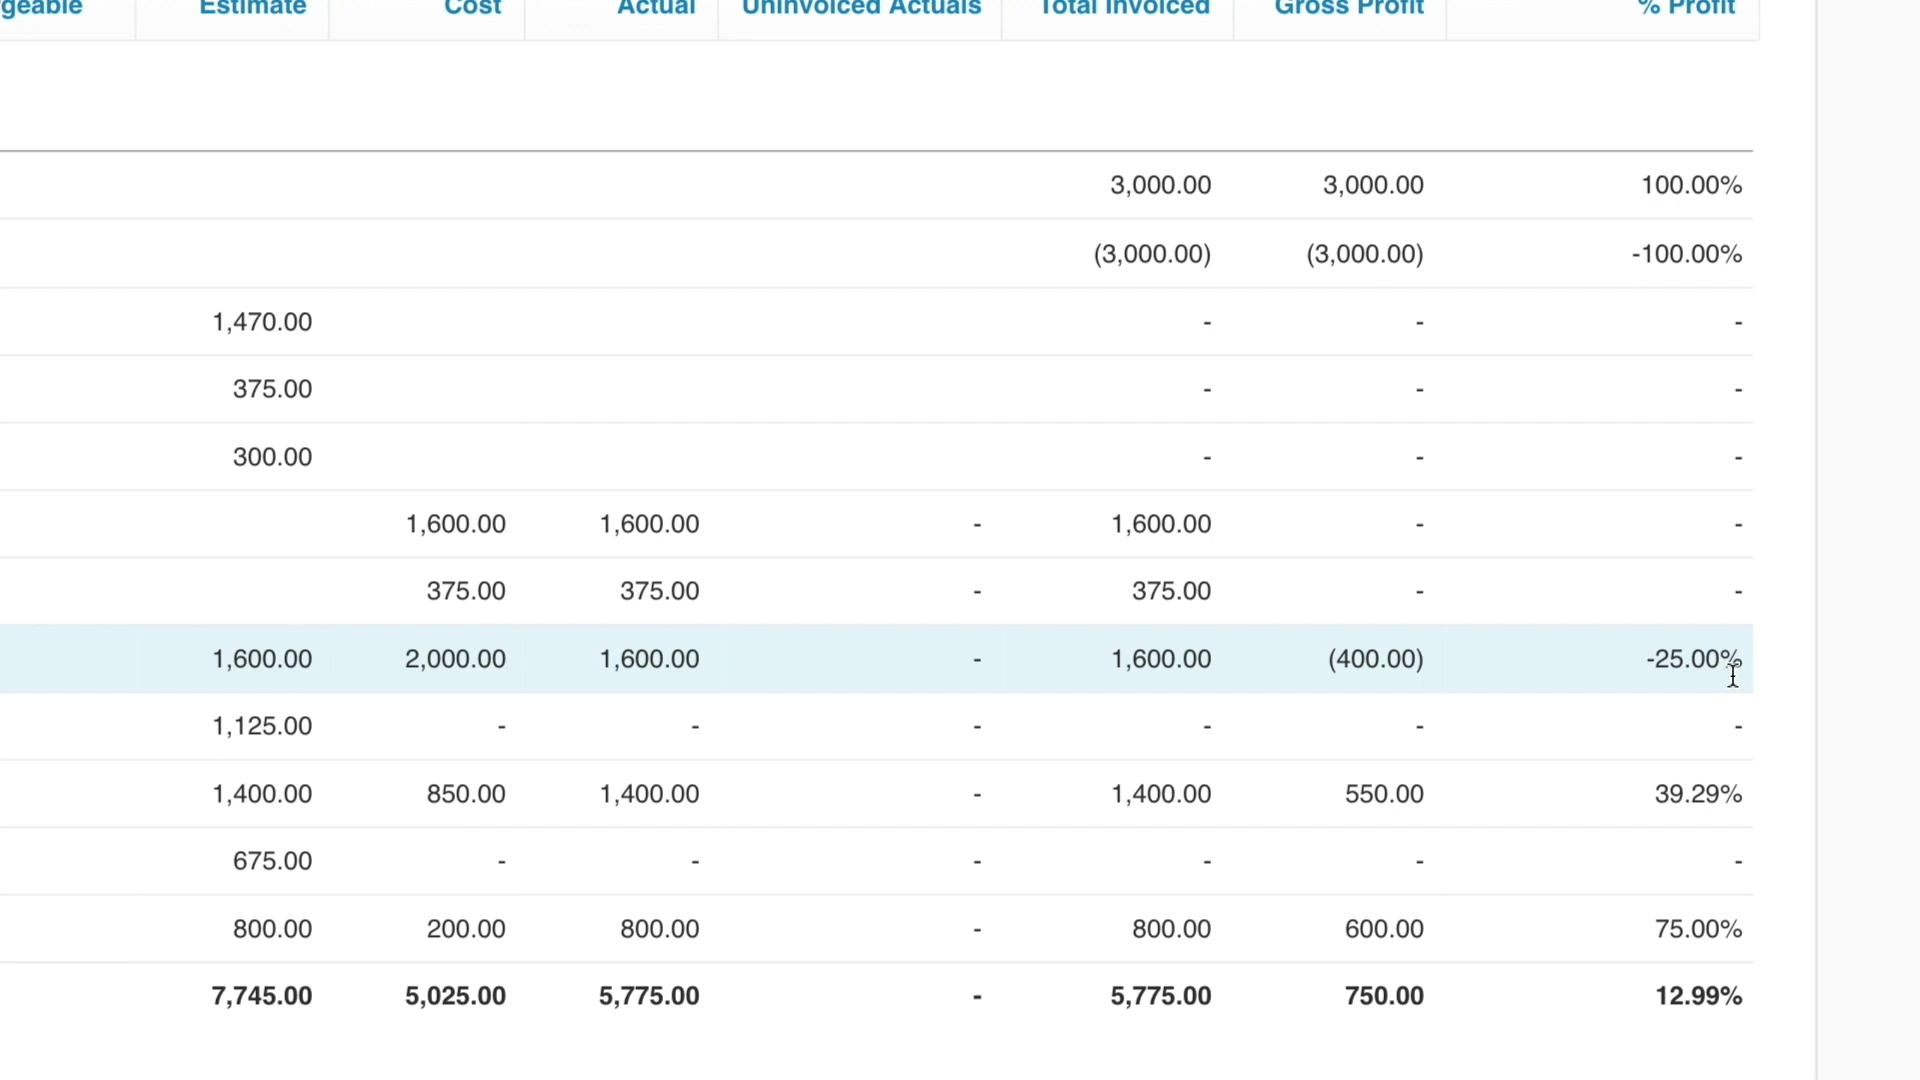 geable Estimate Cost Actual Uninvoiced Actuals Total Invoiced Gross Profit % Profit
3,000.00 3,000.00 100.00%
(3,000.00) (3,000.00) -100.00%
1,470.00 - - -
375.00 - - -
300.00 - - -
1,600.00 1,600.00 - 1,600.00 - -
375.00 375.00 - 375.00 - -
1,600.00 2,000.00 1,600.00 - 1,600.00 (400.00) -25.00%
1,125.00 - - - - - -
1,400.00 850.00 1,400.00 - 1,400.00 550.00 39.29%
675.00 - - - - - -
800.00 200.00 800.00 - 800.00 600.00 75.00%
7,745.00 5,025.00 5,775.00 - 5,775.00 750.00 12.99%